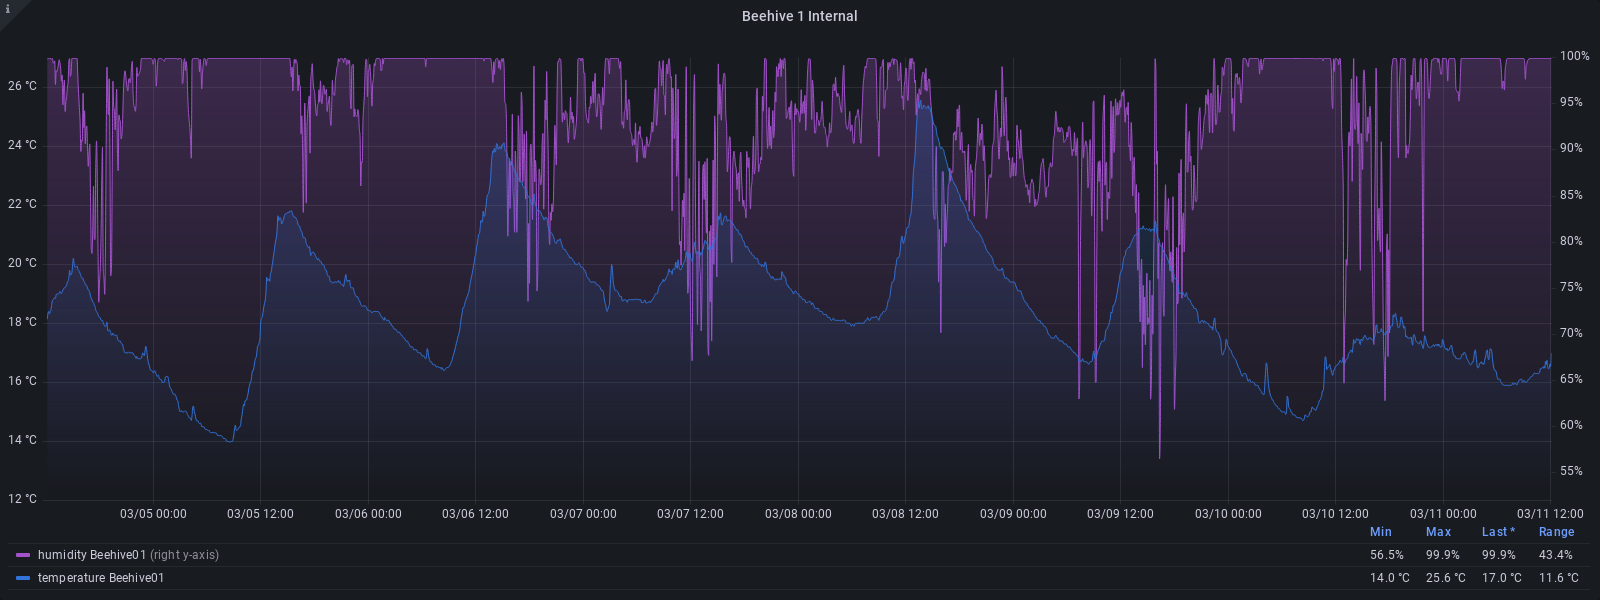 i
Beehive 1 Internal
26 °C
24 °C
22 °C
20 °C
18 °C
16 °C
14 °C
12 °C
100%
95%
90%
85%
80%
75%
70%
65%
60%
55%
03/05 00:00 03/05 12:00 03/06 00:00 03/06 12:00 03/07 00:00 03/07 12:00 03/08 00:00 03/08 12:00 03/09 00:00 03/09 12:00 03/10 00:00 03/10 12:00 03/11 00:00 03/11 12:00
Min Max Last * Range
humidity Beehive01 (right y-axis) 56.5% 99.9% 99.9% 43.4%
temperature Beehive01 14.0 °C 25.6 °C 17.0 °C 11.6 °C